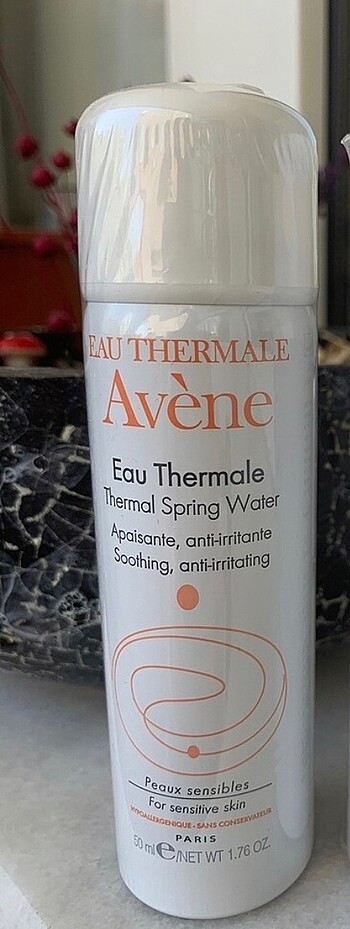 EAU THERMALE
Avène
Eau Thermale
Thermal Spring Water
Apaisante, anti-irritante
Soothing, anti-irritating
Peaux sensibles
For sensitive skin
HYPOALLERGENIQUE - SANS CONSERVATEUR
PARIS
50 ml e/NET WT 1.76 OZ.